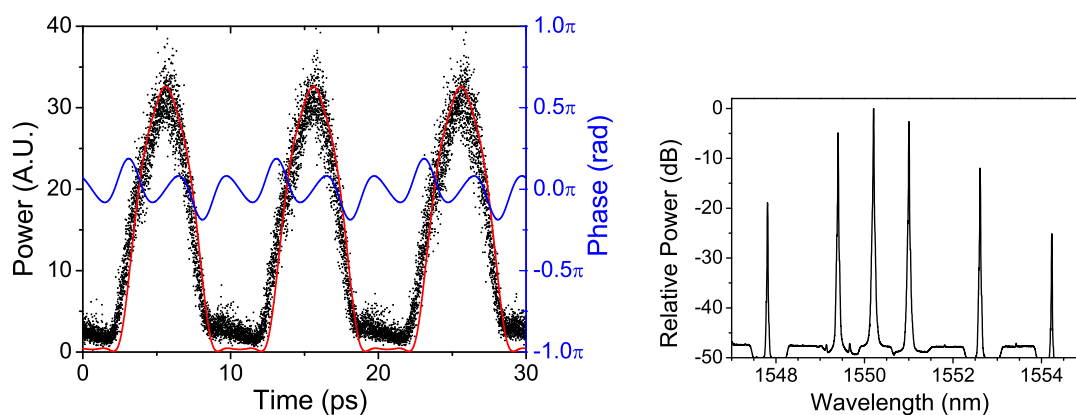 40
30
20
10
0
Power (A.U.)
0
10
20
30
Time (ps)
1.0π
0.5π
0.0π
-0.5π
-1.0π
Phase (rad)
0
-10
-20
-30
-40
-50
Relative Power (dB)
1548
1550
1552
1554
Wavelength (nm)